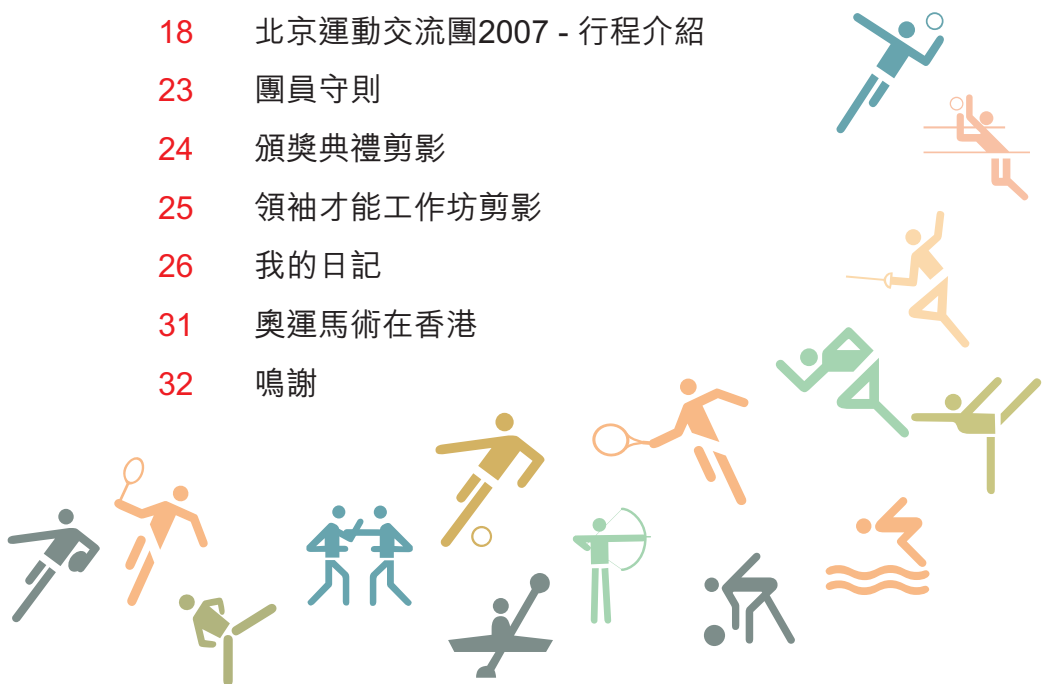 18 北京運動交流團2007 - 行程介紹
23 團員守則
24 頒獎典禮剪影
25 領袖才能工作坊剪影
26 我的日記
31 奧運馬術在香港
32 鳴謝